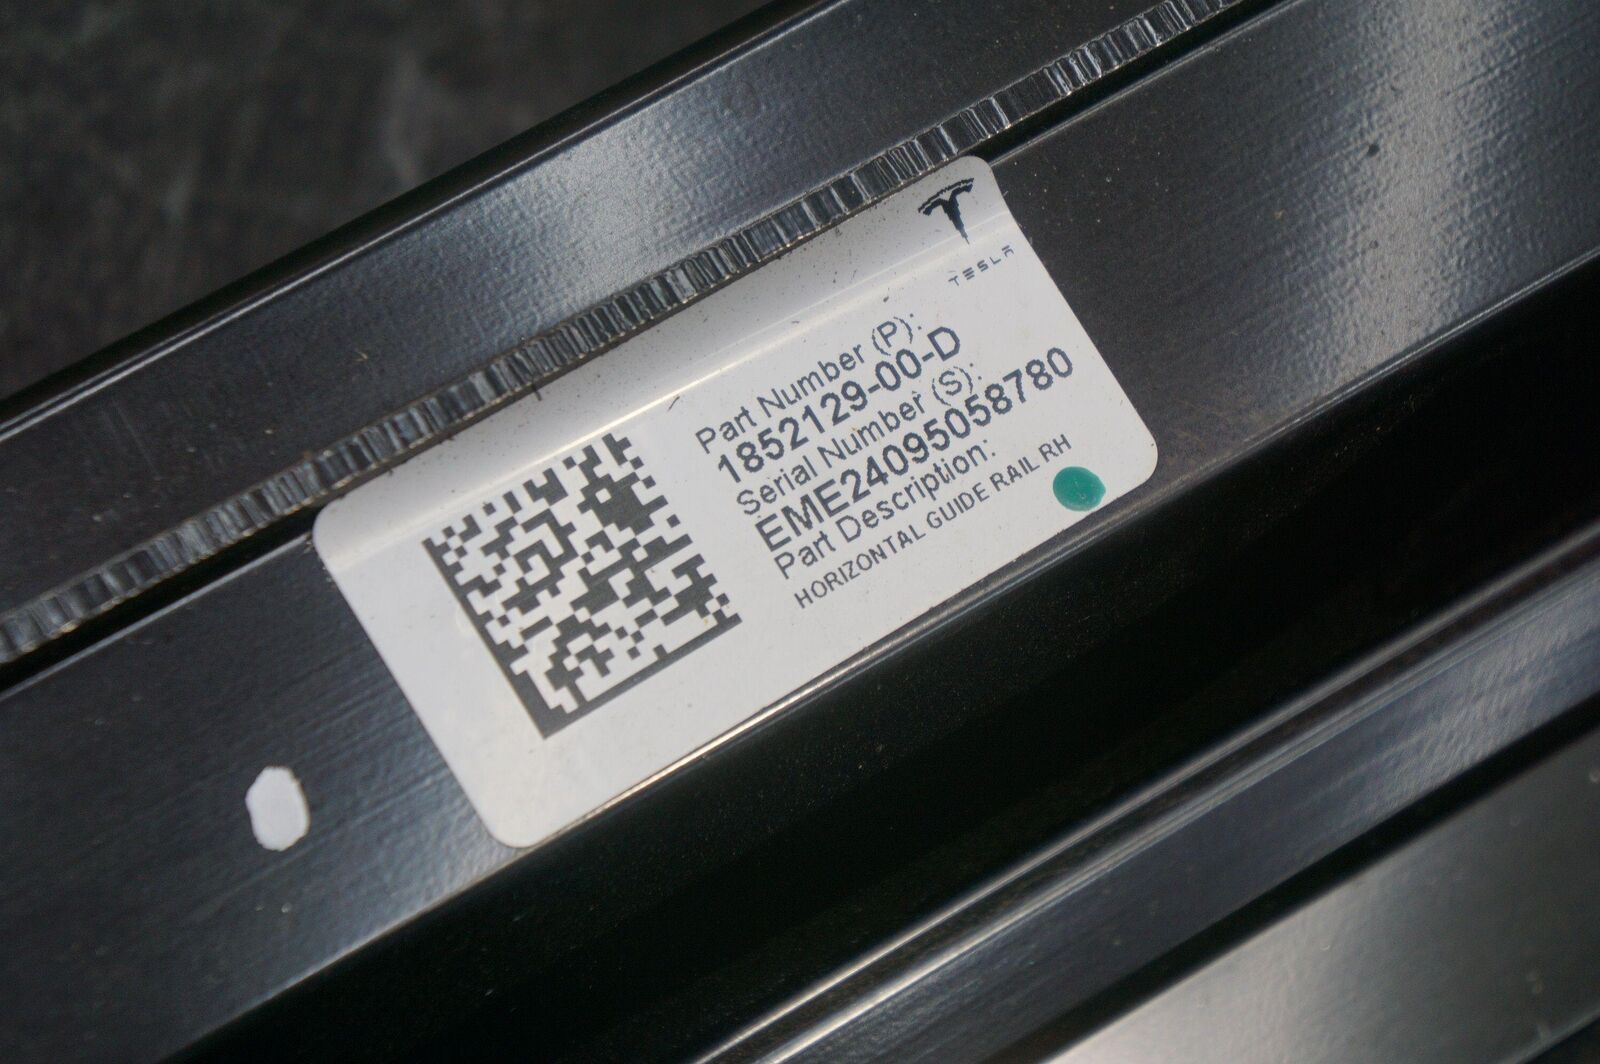 TESLA
Part Number (P):
1852129-00-D
Serial Number (S):
EME24095058780
Part Description:
HORIZONTAL GUIDE RAIL RH